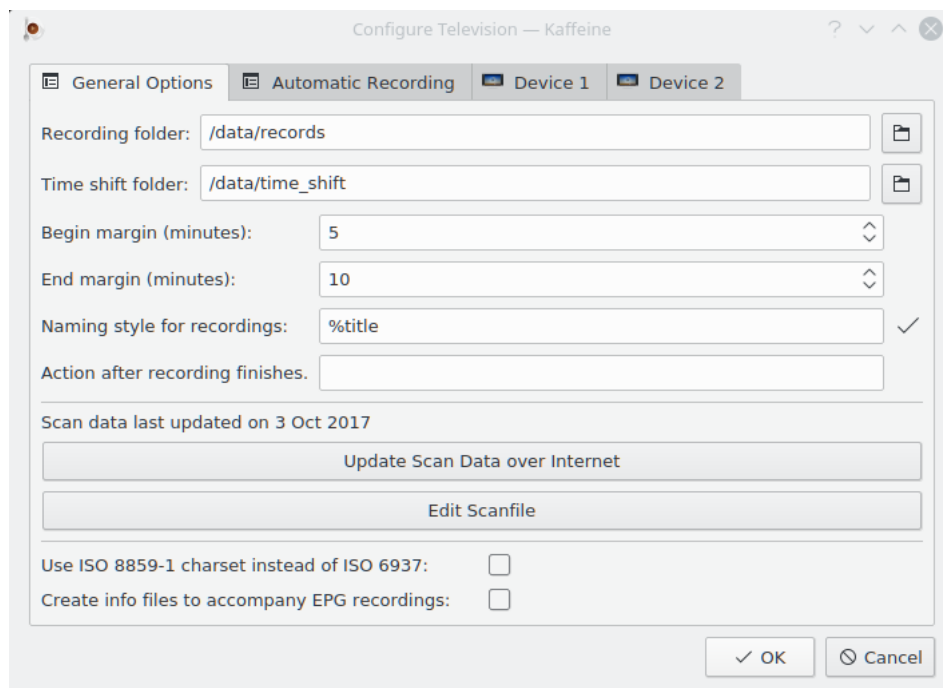 Configure Television — Kaffeine
General Options Automatic Recording Device 1 Device 2
Recording folder: /data/records
Time shift folder: /data/time_shift
Begin margin (minutes): 5
End margin (minutes): 10
Naming style for recordings: %title
Action after recording finishes.
Scan data last updated on 3 Oct 2017
Update Scan Data over Internet
Edit Scanfile
Use ISO 8859-1 charset instead of ISO 6937:
Create info files to accompany EPG recordings:
OK Cancel